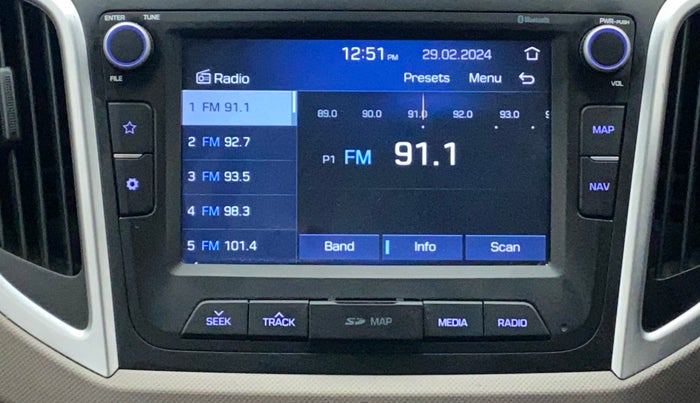 ENTER TUNE
Bluetooth
PWR-PUSH
12:51 PM 29.02.2024
FILE
VOL
Radio Presets Menu
1 FM 91.1
89.0 90.0 91.0 92.0 93.0
2 FM 92.7
P1 FM 91.1
MAP
3 FM 93.5
NAV
4 FM 98.3
5 FM 101.4
Band Info Scan
SEEK TRACK SD MAP MEDIA RADIO